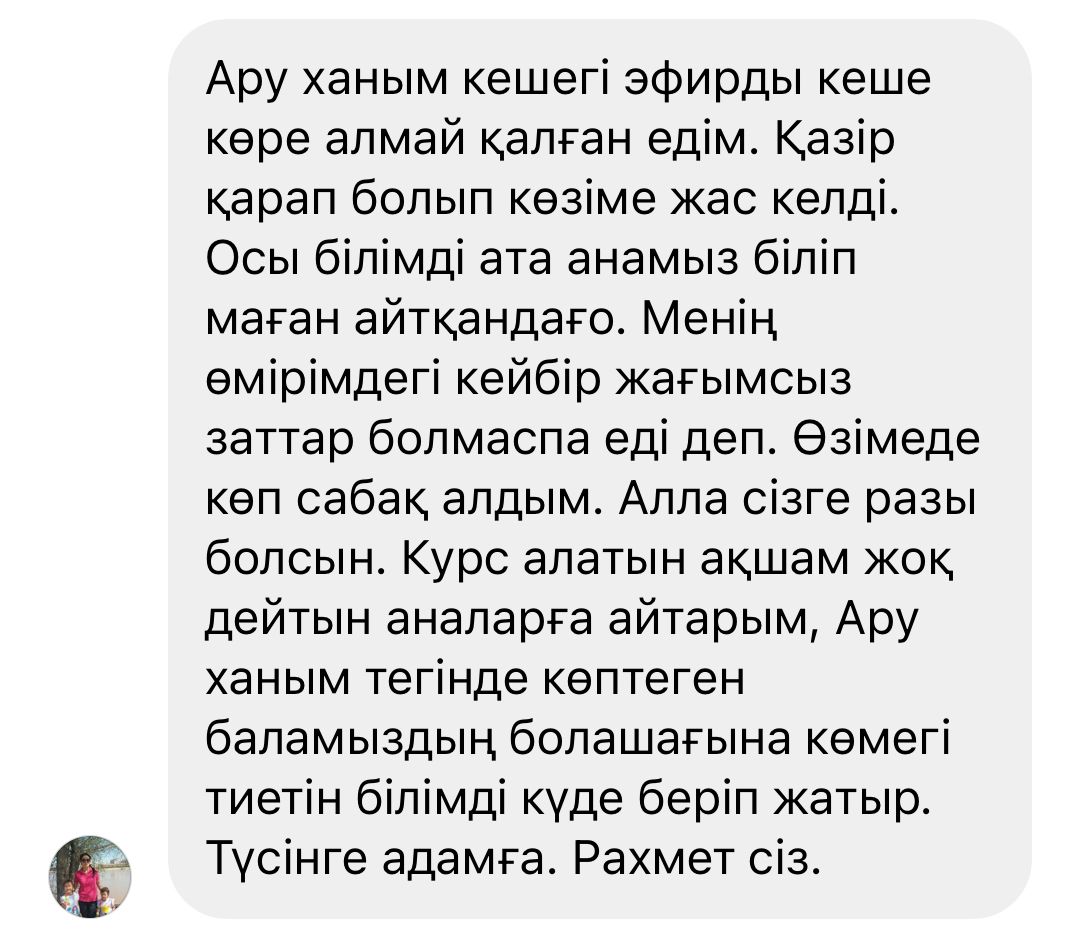 Ару ханым кешегі эфирды кеше
көре алмай қалған едім. Қазір
қарап болып көзіме жас келді.
Осы білімді ата анамыз біліп
маған айтқандағо. Менің
өмірімдегі кейбір жағымсыз
заттар болмаспа еді деп. Өзімеде
көп сабақ алдым. Алла сізге разы
болсын. Курс алатын ақшам жоқ
дейтын аналарға айтарым, Ару
ханым тегінде көптеген
баламыздың болашағына көмегі
тиетін білімді күде беріп жатыр.
Түсінге адамға. Рахмет сіз.